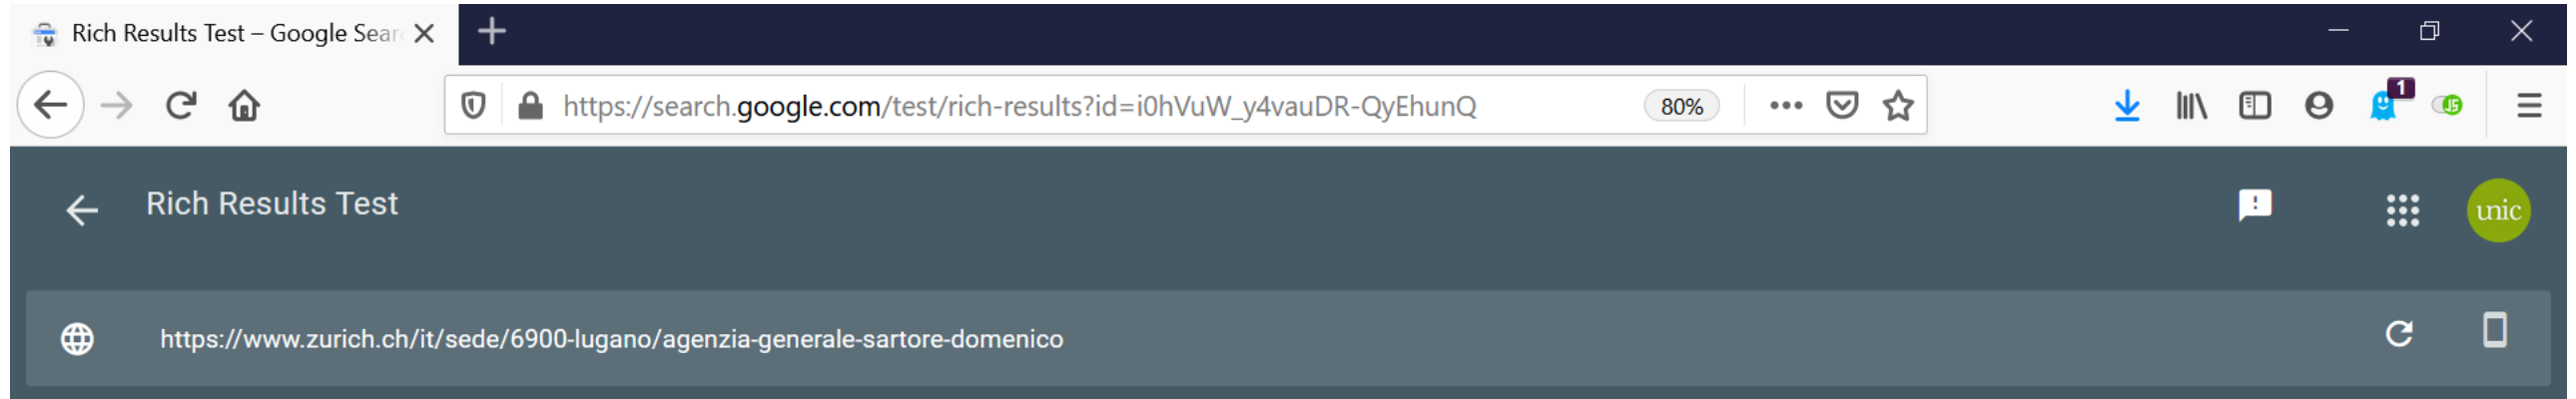 Rich Results Test – Google Sear
https://search.google.com/test/rich-results?id=i0hVuW_y4vauDR-QyEhunQ
80%
1
JS
Rich Results Test
unic
https://www.zurich.ch/it/sede/6900-lugano/agenzia-generale-sartore-domenico